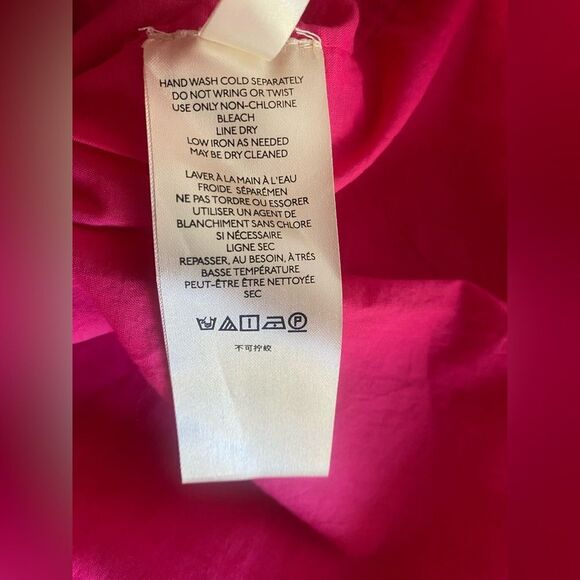 HAND WASH COLD SEPARATELY
DO NOT WRING OR TWIST
USE ONLY NON-CHLORINE
BLEACH
LINE DRY
LOW IRON AS NEEDED
MAY BE DRY CLEANED
LAVER À LA MAIN À L'EAU
FROIDE SÉPARÉMEN
NE PAS TORDRE OU ESSORER
UTILISER UN AGENT DE
BLANCHIMENT SANS CHLORE
SI NÉCESSAIRE
LIGNE SEC
REPASSER, AU BESOIN, À TRÉS
BASSE TEMPÉRATURE
PEUT-ÊTRE ÊTRE NETTOYÉE
SEC
P
不可拧绞